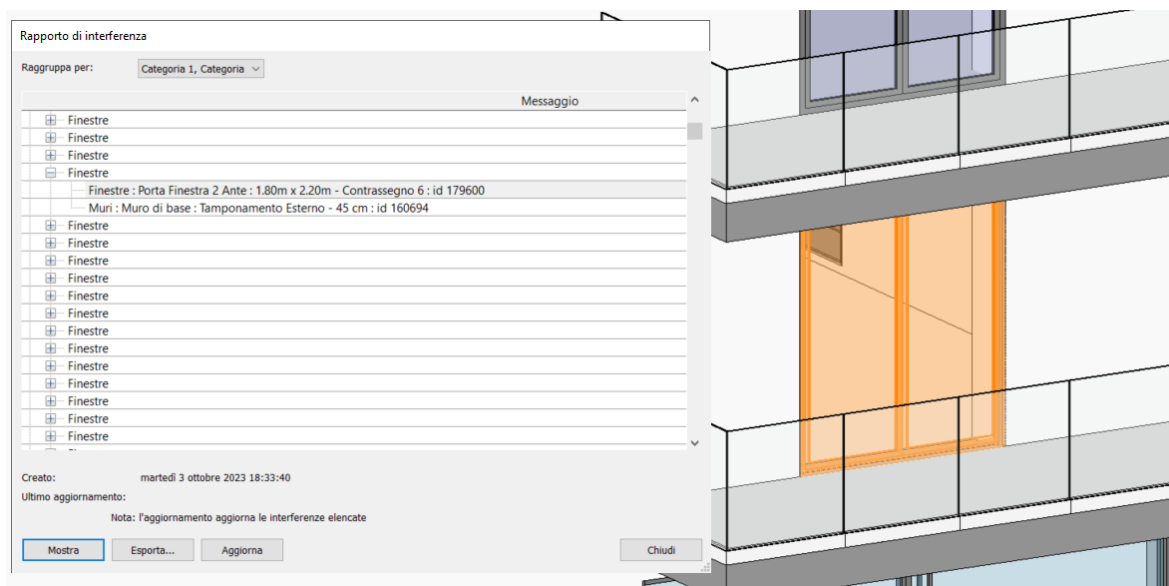 Rapporto di interferenza
Raggruppa per: Categoria 1, Categoria
Messaggio
Finestre
Finestre
Finestre
Finestre
Finestre : Porta Finestra 2 Ante : 1.80m x 2.20m - Contrassegno 6 : id 179600
Muri : Muro di base : Tamponamento Esterno - 45 cm : id 160694
Finestre
Finestre
Finestre
Finestre
Finestre
Finestre
Finestre
Finestre
Finestre
Finestre
Finestre
Finestre
Finestre
Creato: martedì 3 ottobre 2023 18:33:40
Ultimo aggiornamento:
Nota: l'aggiornamento aggiorna le interferenze elencate
Mostra Esporta... Aggiorna Chiudi